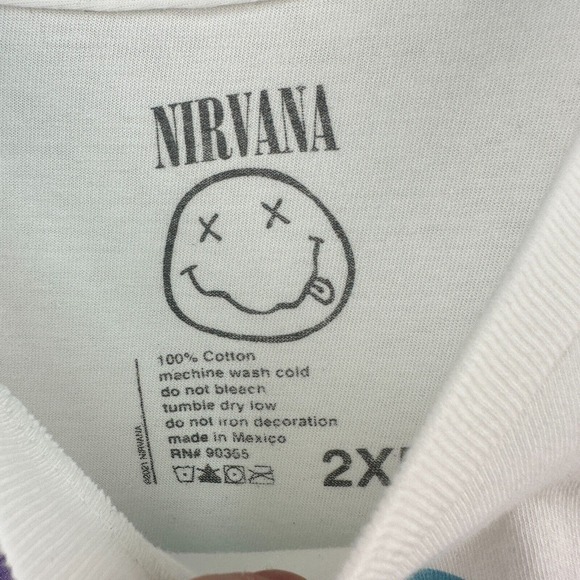 NIRVANA
100% Cotton
machine wash cold
do not bleach
tumble dry low
do not iron decoration
made in Mexico
RN# 90365
©2021 NIRVANA